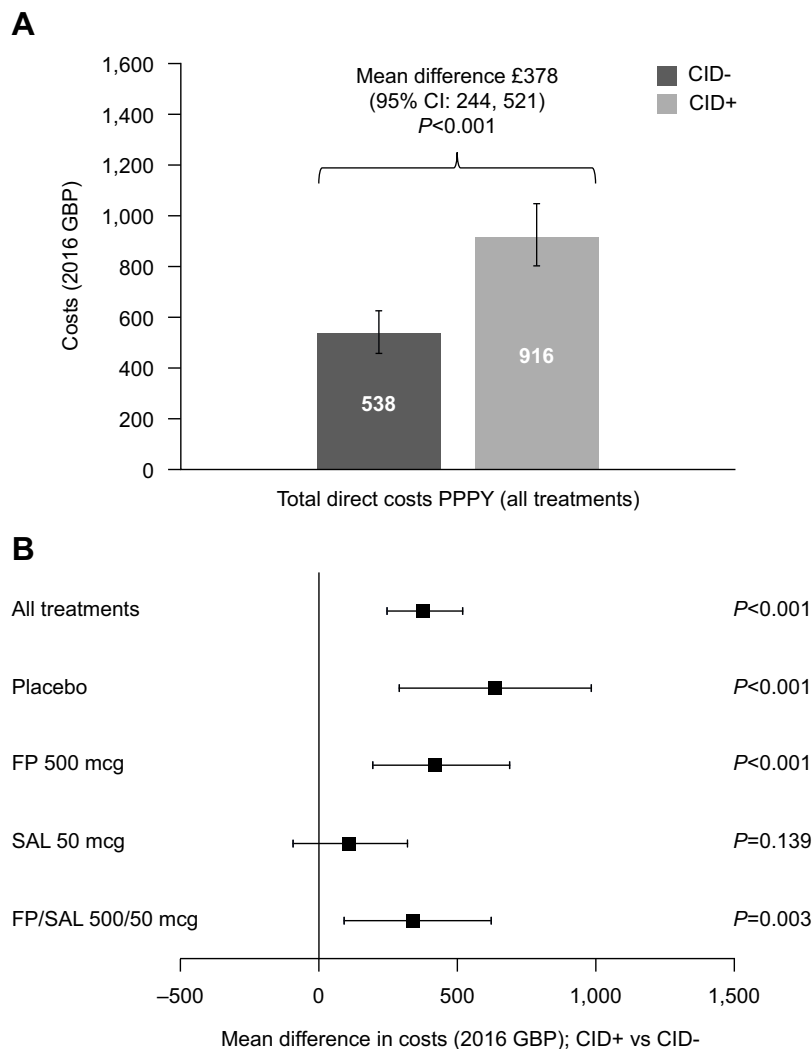 A
Mean difference £378
(95% CI: 244, 521)
P<0.001
CID-
CID+
Costs (2016 GBP)
1,600
1,400
1,200
1,000
800
600
400
200
0
538
916
Total direct costs PPPY (all treatments)
B
All treatments P<0.001
Placebo P<0.001
FP 500 mcg P<0.001
SAL 50 mcg P=0.139
FP/SAL 500/50 mcg P=0.003
–500 0 500 1,000 1,500
Mean difference in costs (2016 GBP); CID+ vs CID-